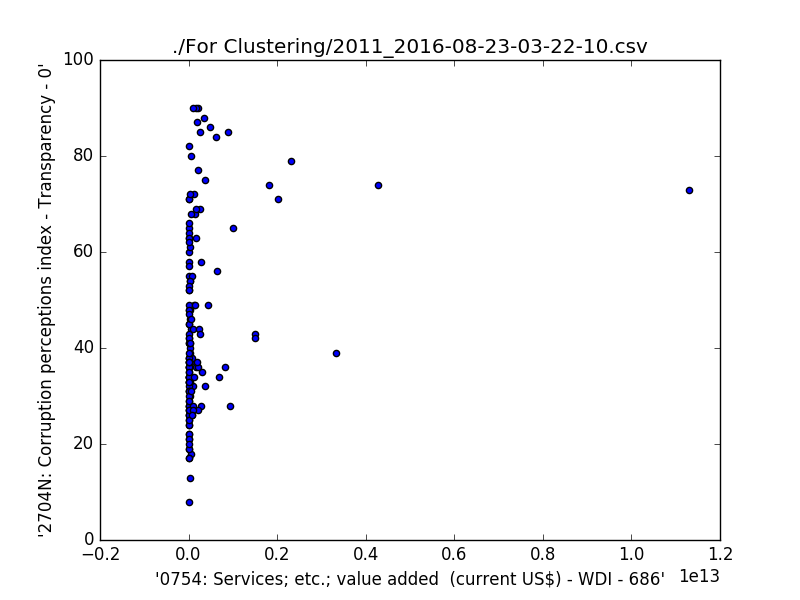 ./For Clustering/2011_2016-08-23-03-22-10.csv
100
80
60
40
20
0
'2704N: Corruption perceptions index - Transparency - 0'
−0.2 0.0 0.2 0.4 0.6 0.8 1.0 1.2
1e13
'0754: Services; etc.; value added  (current US$) - WDI - 686'